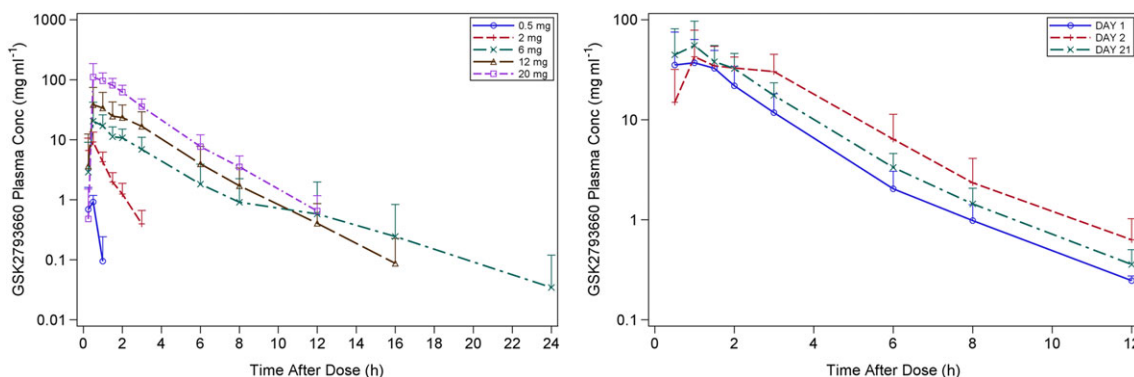 1000
100
10
1
0.1
0.01
GSK2793660 Plasma Conc (mg ml⁻¹)
0 2 4 6 8 10 12 14 16 18 20 22 24
Time After Dose (h)
0.5 mg
2 mg
6 mg
12 mg
20 mg
100
10
1
0.1
GSK2793660 Plasma Conc (mg ml⁻¹)
0 2 4 6 8 10 12
Time After Dose (h)
DAY 1
DAY 2
DAY 21